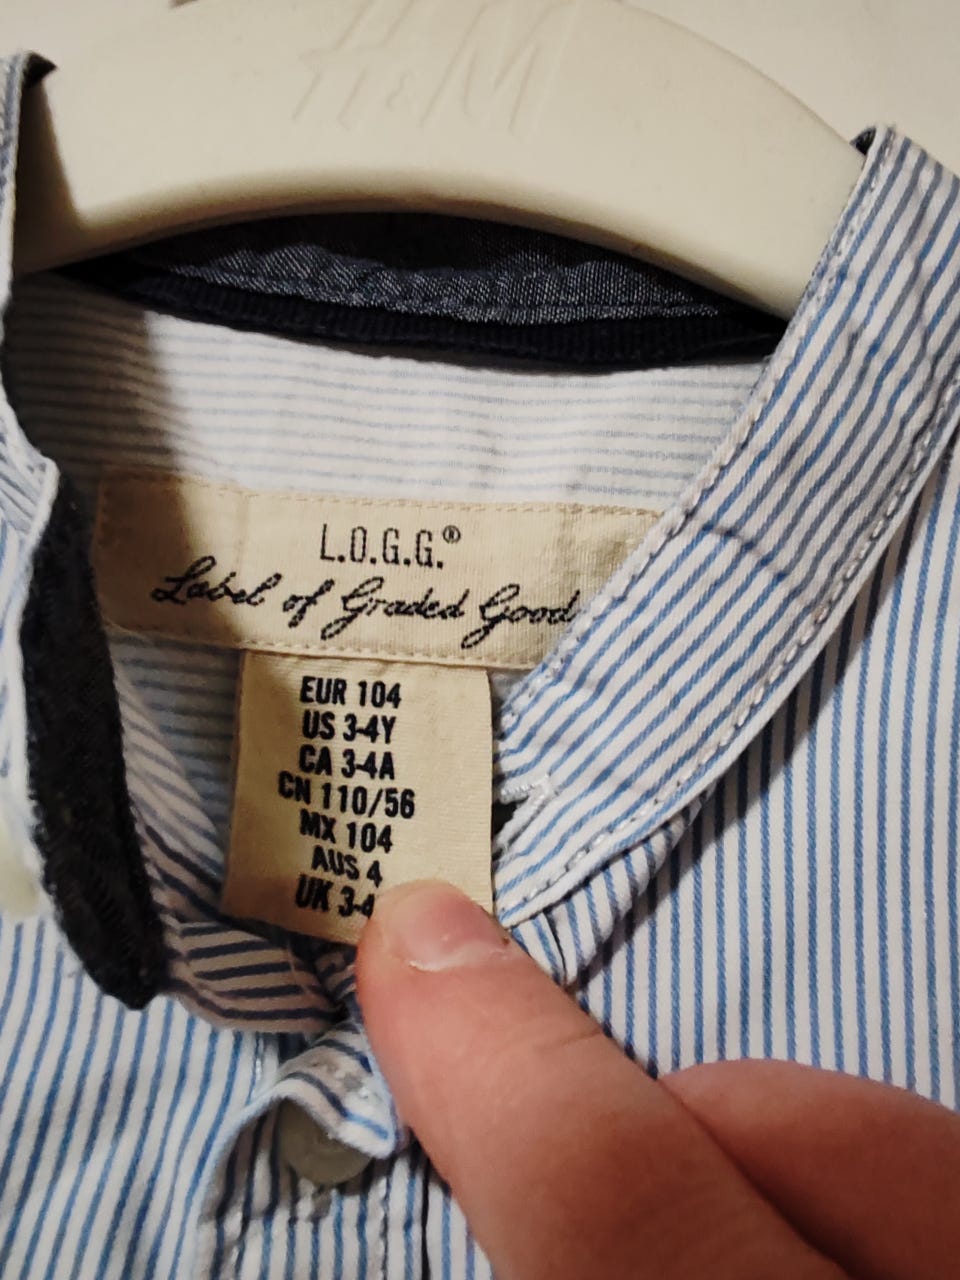 H&M
L.O.G.G.®
Label of Graded Good
EUR 104
US 3-4Y
CA 3-4A
CN 110/56
MX 104
AUS 4
UK 3-4